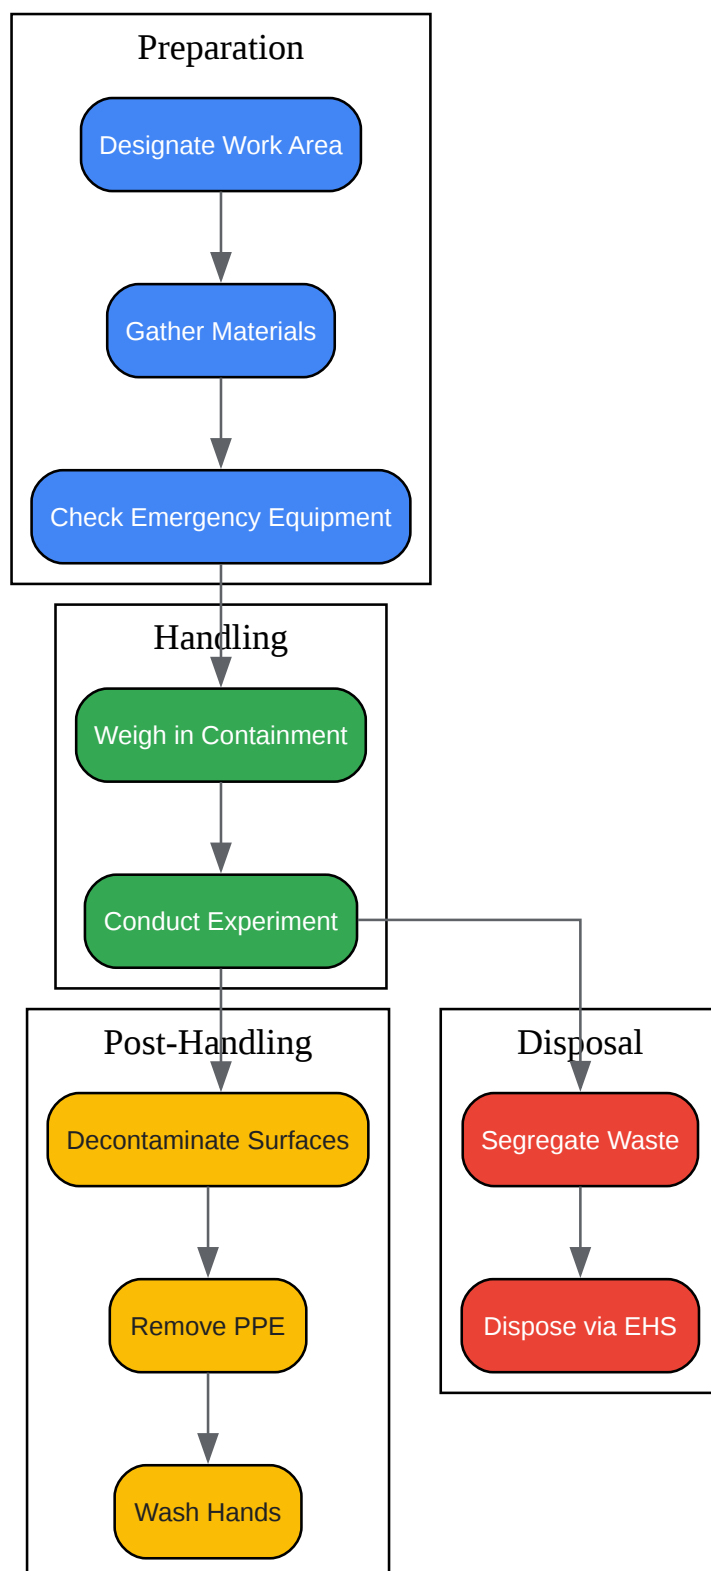 Preparation
Designate Work Area
Gather Materials
Check Emergency Equipment
Handling
Weigh in Containment
Conduct Experiment
Post-Handling
Decontaminate Surfaces
Remove PPE
Wash Hands
Disposal
Segregate Waste
Dispose via EHS